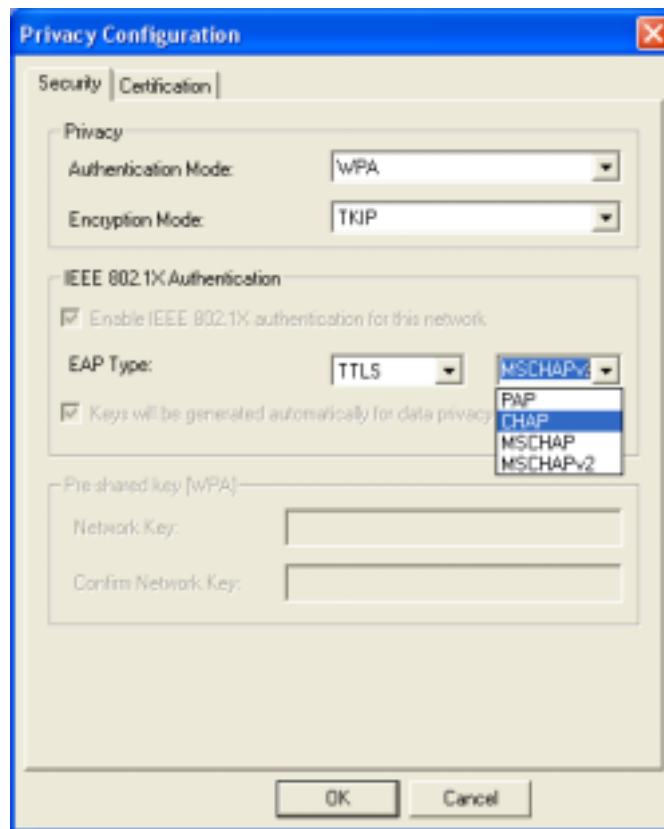 Privacy Configuration
Security Certification
Privacy
Authentication Mode: WPA
Encryption Mode: TKIP
IEEE 802.1X Authentication
Enable IEEE 802.1X authentication for this network
EAP Type: TTLS MSCHAPv2
PAP
Keys will be generated automatically for data privacy CHAP
MSCHAP
MSCHAPv2
Pre shared key [WPA]
Network Key:
Confirm Network Key:
OK Cancel